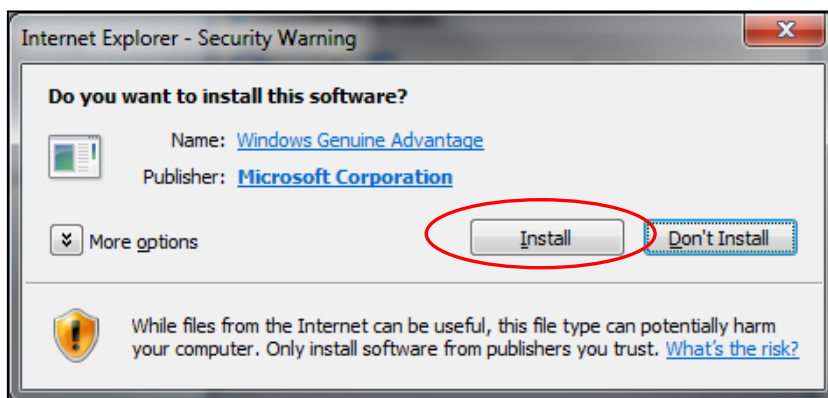 Internet Explorer - Security Warning
Do you want to install this software?
Name: Windows Genuine Advantage
Publisher: Microsoft Corporation
More options
Install
Don't Install
While files from the Internet can be useful, this file type can potentially harm
your computer. Only install software from publishers you trust. What's the risk?